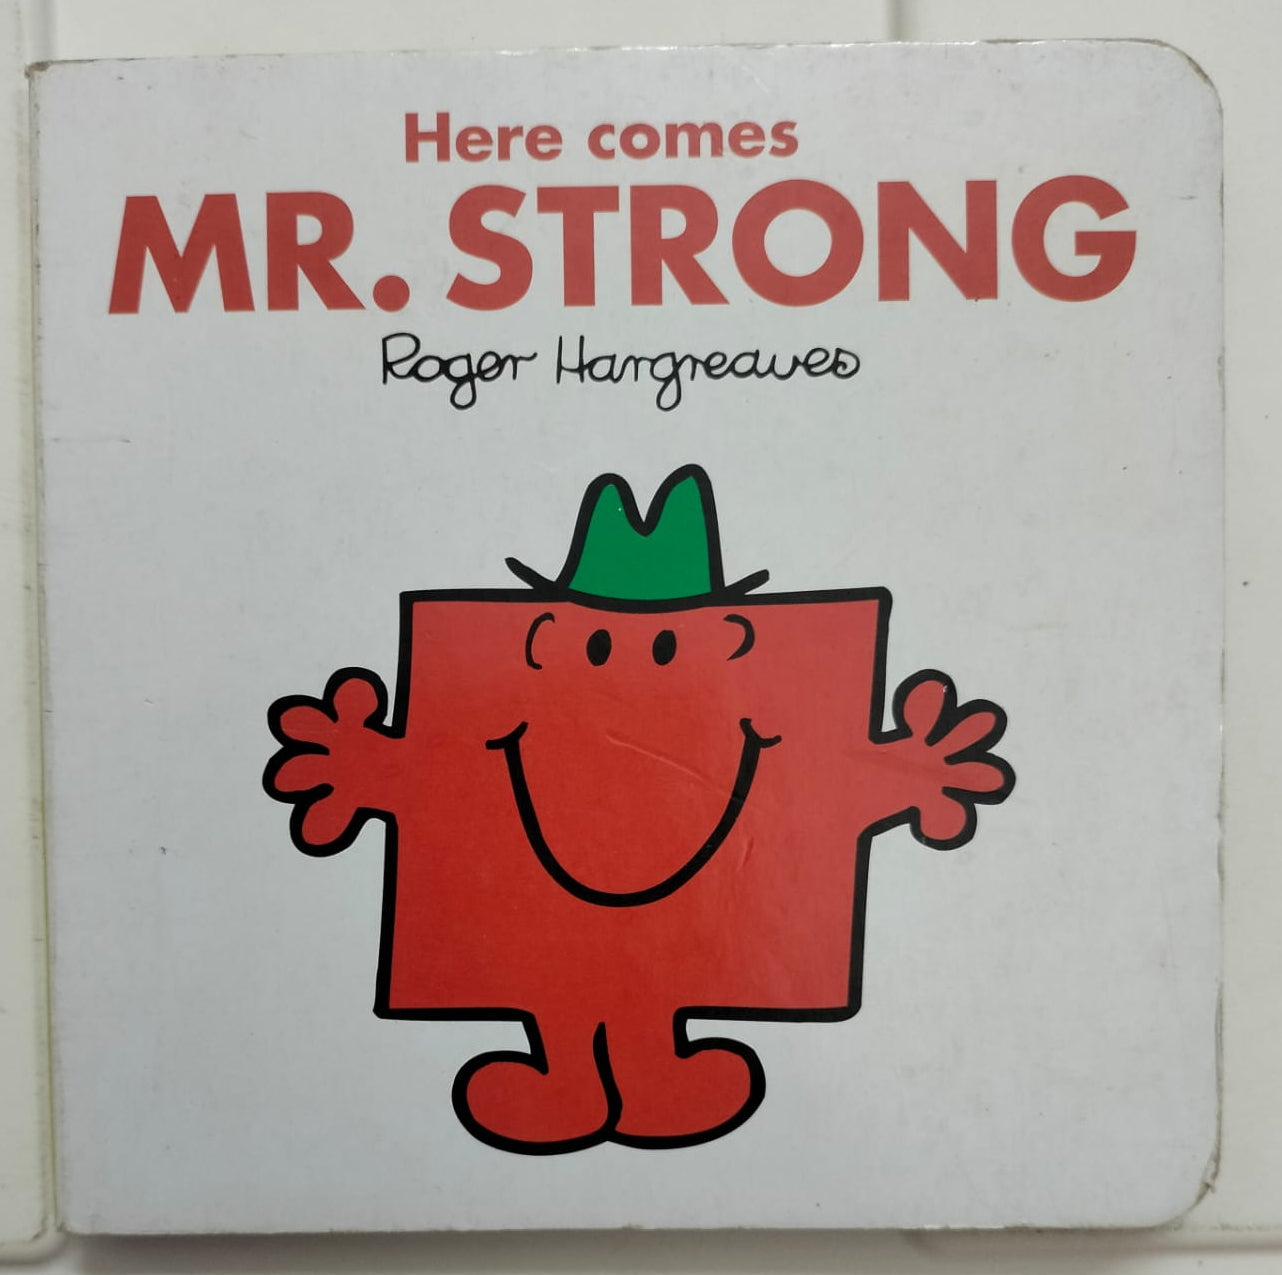 Here comes
MR. STRONG
Roger Hargreaves